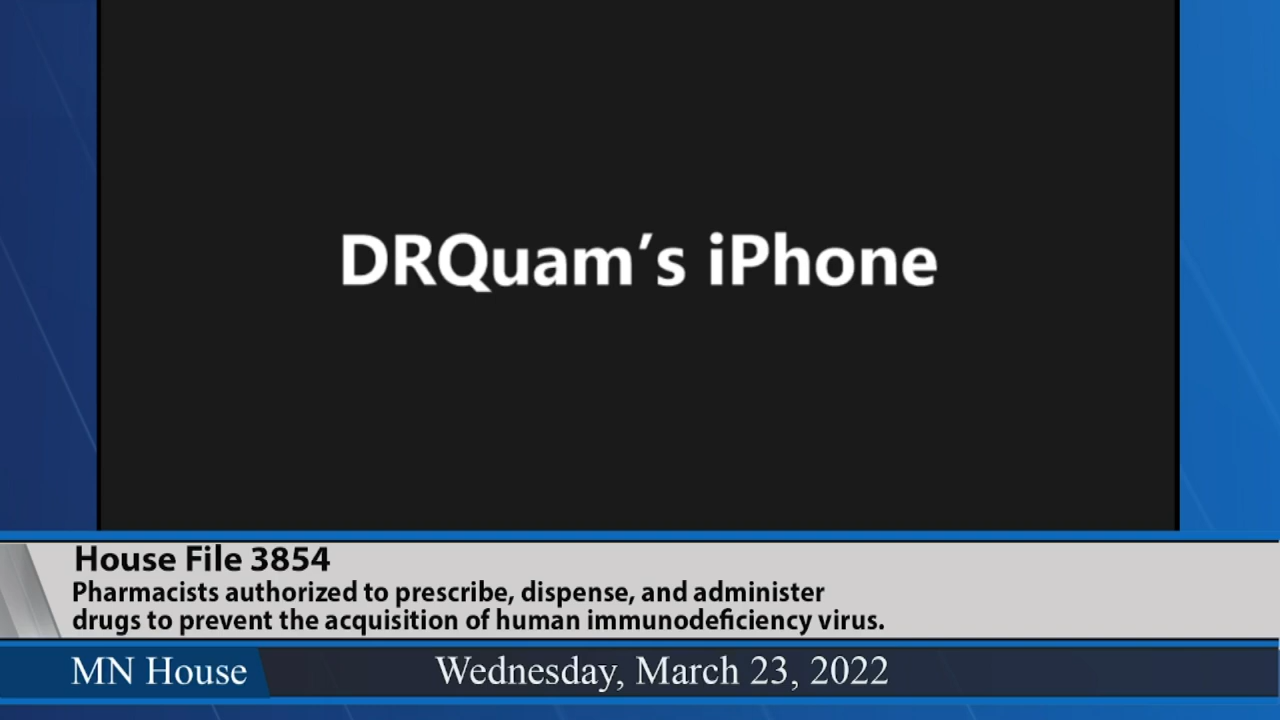 DRQuam’s iPhone
House File 3854
Pharmacists authorized to prescribe, dispense, and administer
drugs to prevent the acquisition of human immunodeficiency virus.
MN House
Wednesday, March 23, 2022